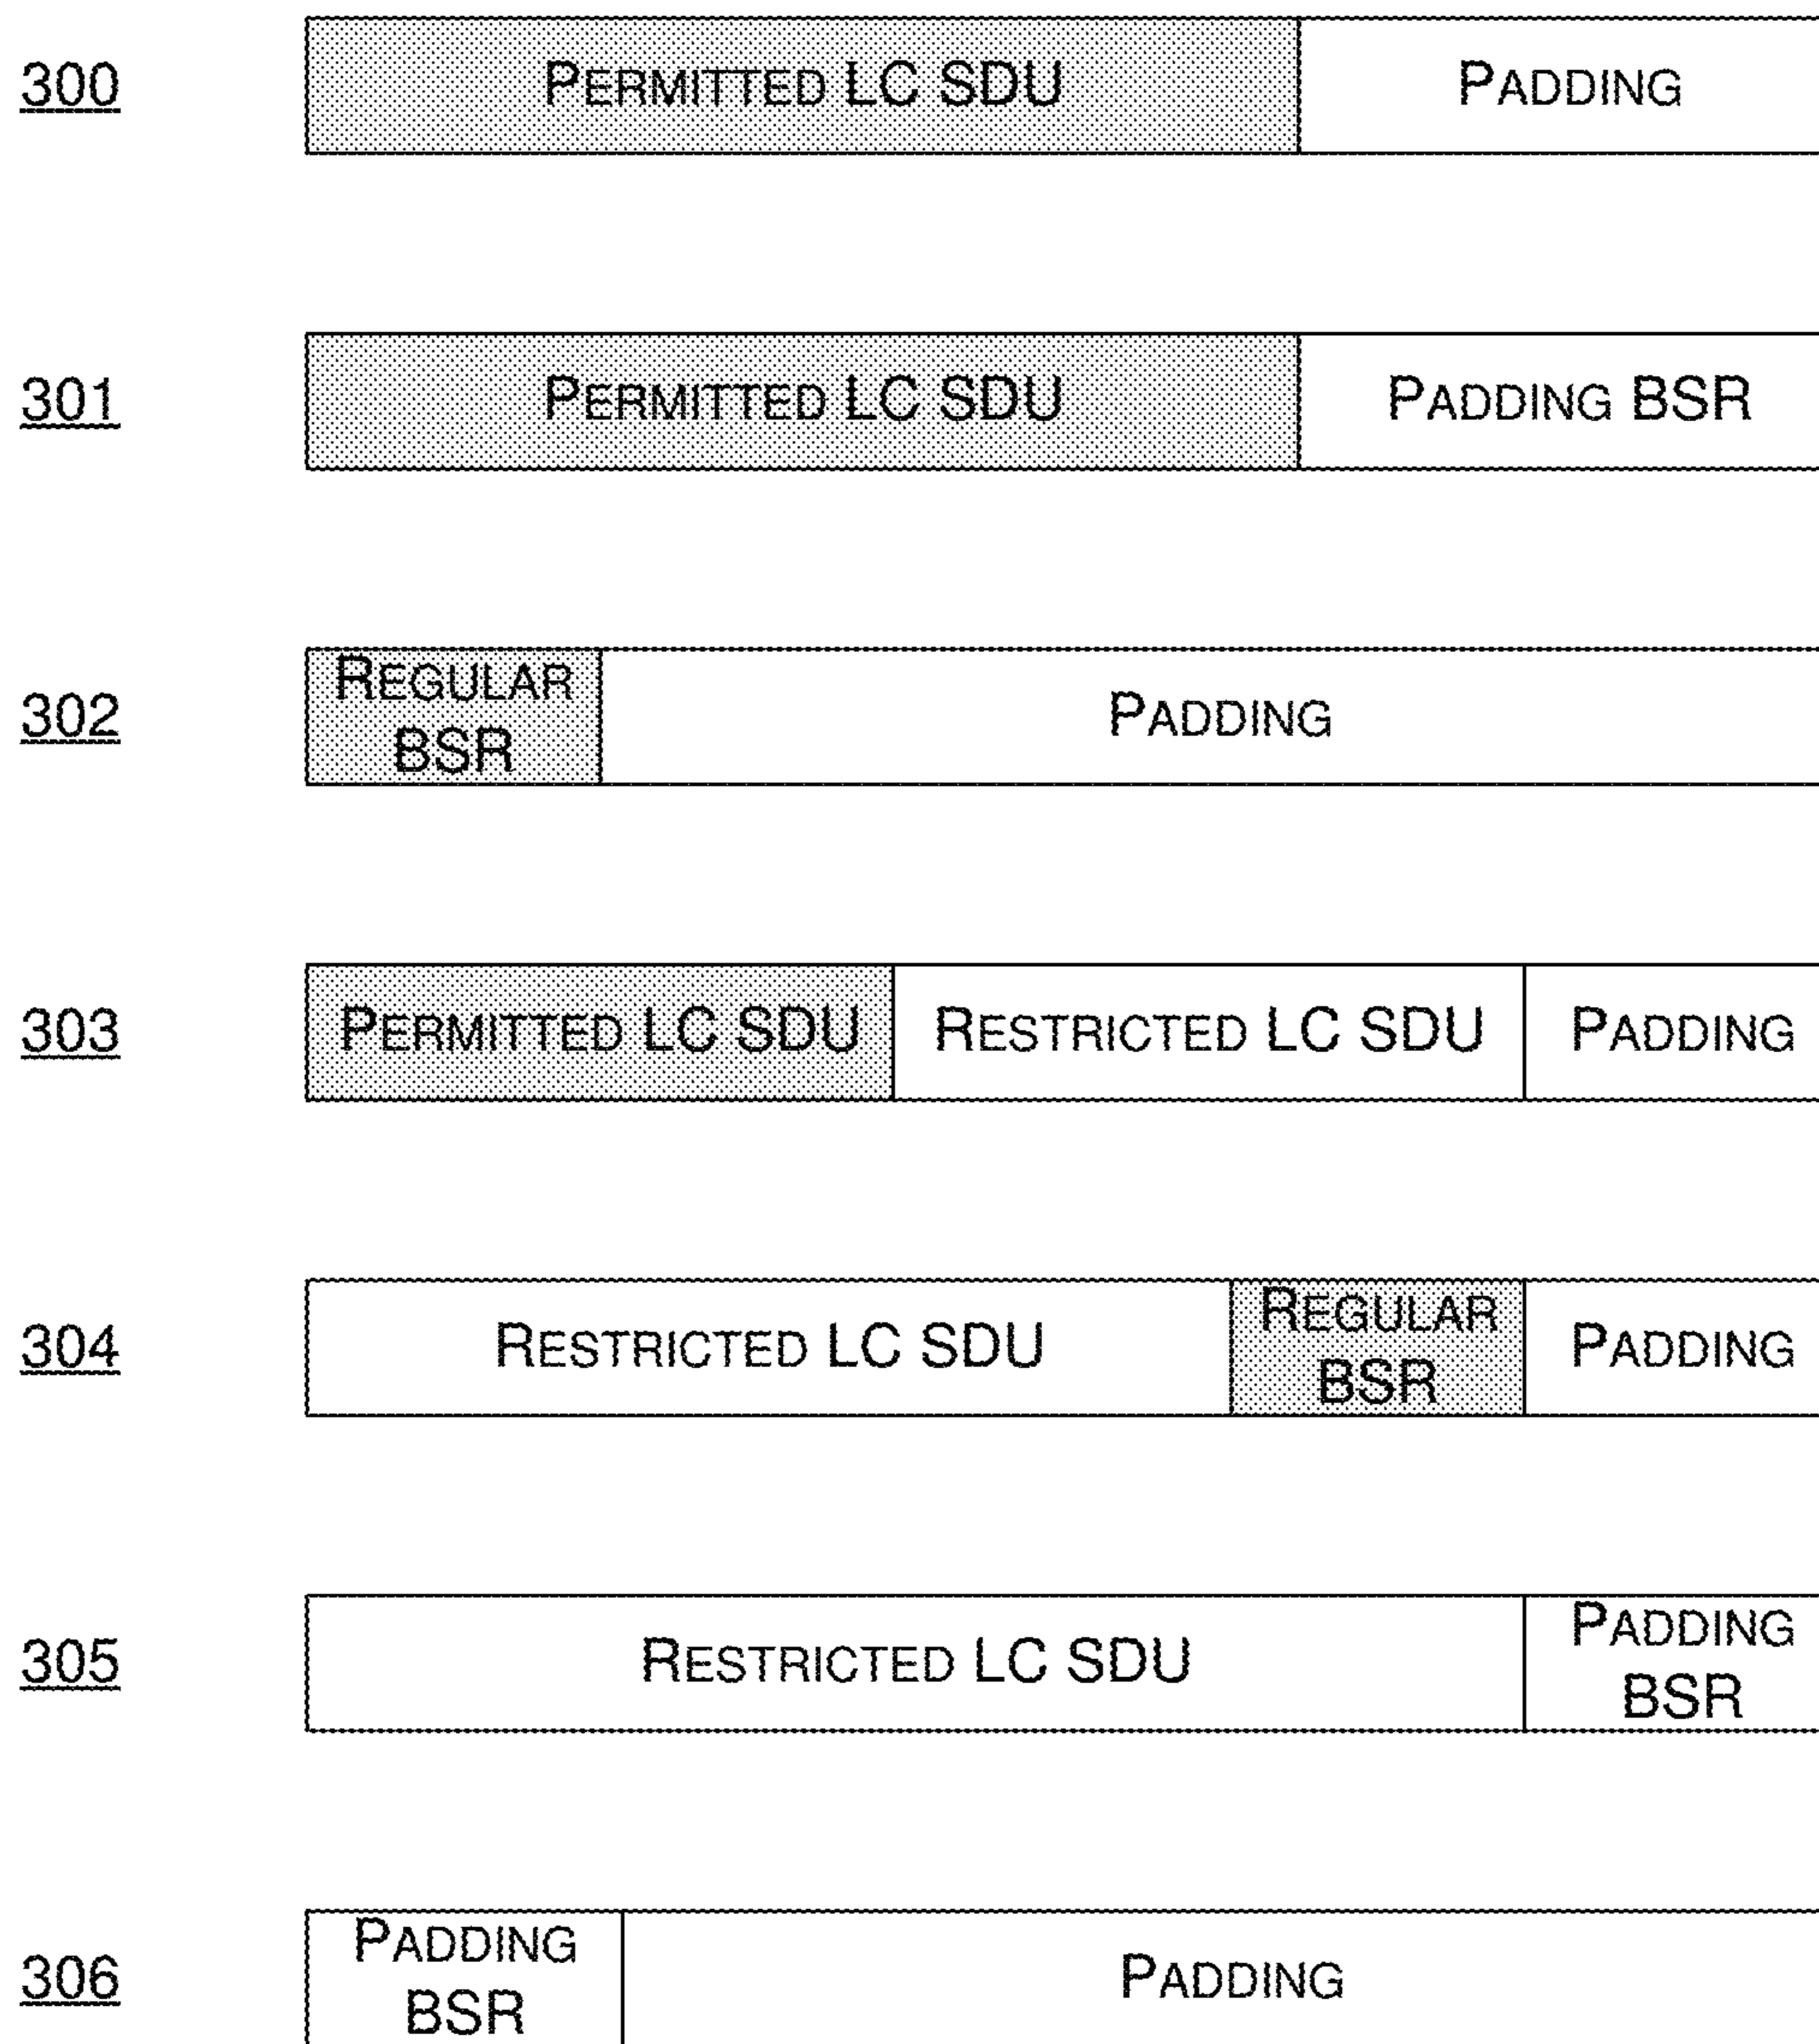 300 PERMITTED LC SDU PADDING
301 PERMITTED LC SDU PADDING BSR
302 REGULAR BSR PADDING
303 PERMITTED LC SDU RESTRICTED LC SDU PADDING
304 RESTRICTED LC SDU REGULAR BSR PADDING
305 RESTRICTED LC SDU PADDING BSR
306 PADDING BSR PADDING